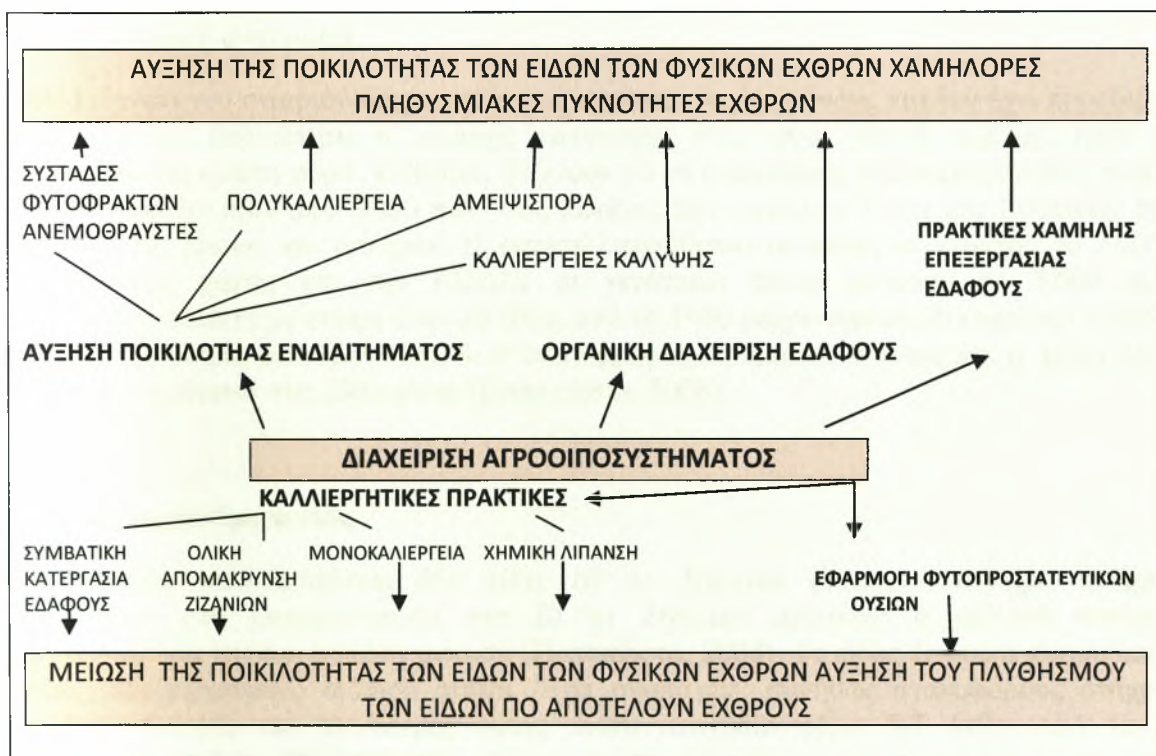 ΑΥΞΗΣΗ ΤΗΣ ΠΟΙΚΙΛΟΤΗΤΑΣ ΤΩΝ ΕΙΔΩΝ ΤΩΝ ΦΥΣΙΚΩΝ ΕΧΘΡΩΝ ΧΑΜΗΛΟΡΕΣ
ΠΛΗΘΥΣΜΙΑΚΕΣ ΠΥΚΝΟΤΗΤΕΣ ΕΧΘΡΩΝ
ΣΥΣΤΑΔΕΣ
ΦΥΤΟΦΡΑΚΤΩΝ
ΑΝΕΜΟΘΡΑΥΣΤΕΣ
ΠΟΛΥΚΑΛΛΙΕΡΓΕΙΑ
ΑΜΕΙΨΙΣΠΟΡΑ
ΚΑΛΙΕΡΓΕΙΕΣ ΚΑΛΥΨΗΣ
ΠΡΑΚΤΙΚΕΣ ΧΑΜΗΛΗΣ
ΕΠΕΞΕΡΓΑΣΙΑΣ
ΕΔΑΦΟΥΣ
ΑΥΞΗΣΗ ΠΟΙΚΙΛΟΤΗΑΣ ΕΝΔΙΑΙΤΗΜΑΤΟΣ
ΟΡΓΑΝΙΚΗ ΔΙΑΧΕΙΡΙΣΗ ΕΔΑΦΟΥΣ
ΔΙΑΧΕΙΡΙΣΗ ΑΓΡΟΟΙΠΟΣΥΣΤΗΜΑΤΟΣ
ΚΑΛΛΙΕΡΓΗΤΙΚΕΣ ΠΡΑΚΤΙΚΕΣ
ΣΥΜΒΑΤΙΚΗ
ΚΑΤΕΡΓΑΣΙΑ
ΕΔΑΦΟΥΣ
ΟΛΙΚΗ
ΑΠΟΜΑΚΡΥΝΣΗ
ΖΙΖΑΝΙΩΝ
ΜΟΝΟΚΑΛΙΕΡΓΕΙΑ
ΧΗΜΙΚΗ ΛΙΠΑΝΣΗ
ΕΦΑΡΜΟΓΗ ΦΥΤΟΠΡΟΣΤΑΤΕΥΤΙΚΩΝ
ΟΥΣΙΩΝ
ΜΕΙΩΣΗ ΤΗΣ ΠΟΙΚΙΛΟΤΗΤΑΣ ΤΩΝ ΕΙΔΩΝ ΤΩΝ ΦΥΣΙΚΩΝ ΕΧΘΡΩΝ ΑΥΞΗΣΗ ΤΟΥ ΠΛΥΘΗΣΜΟΥ
ΤΩΝ ΕΙΔΩΝ ΠΟ ΑΠΟΤΕΛΟΥΝ ΕΧΘΡΟΥΣ